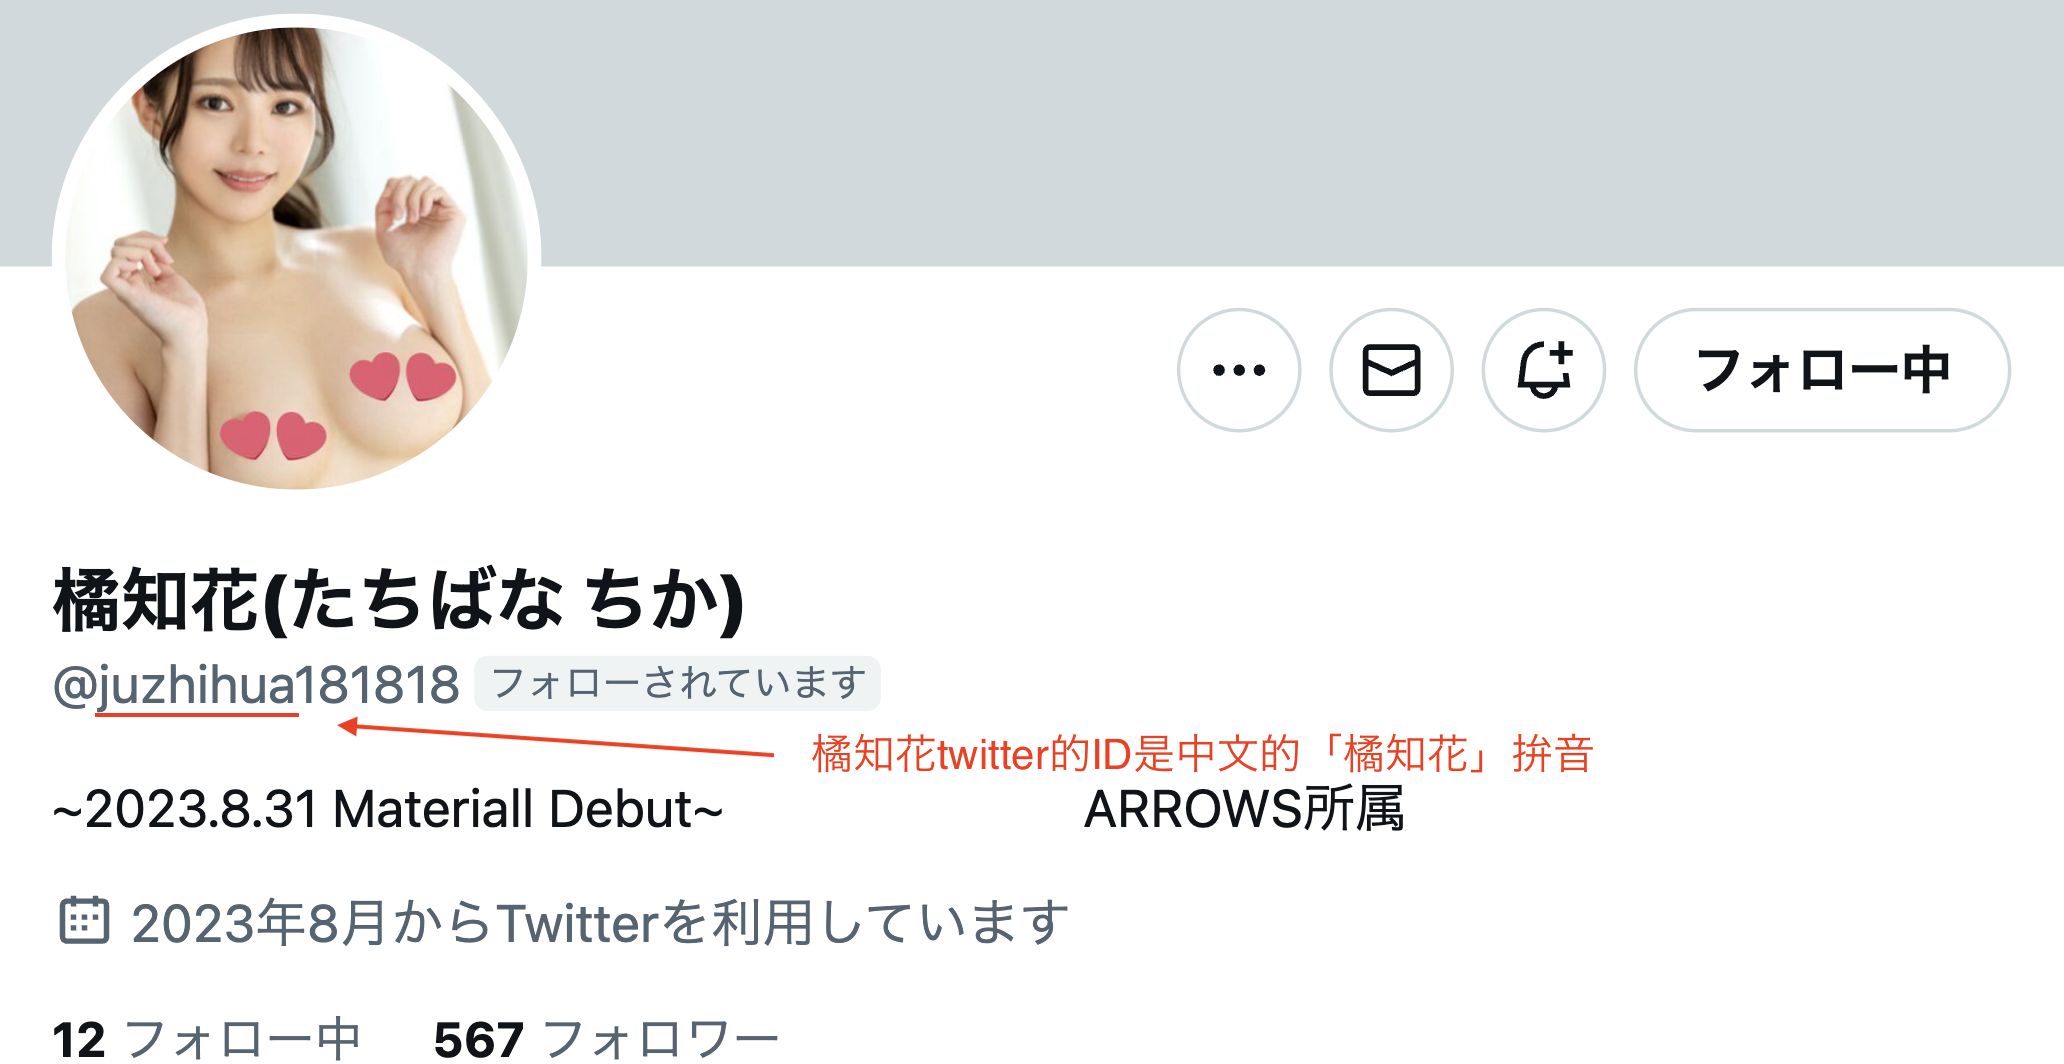 フォロー中
橘知花(たちばな ちか)
@juzhihua181818 フォローされています
橘知花twitter的ID是中文的「橘知花」拚音
~2023.8.31 Materiall Debut~ ARROWS所属
2023年8月からTwitterを利用しています
12 フォロー中 567 フォロワー